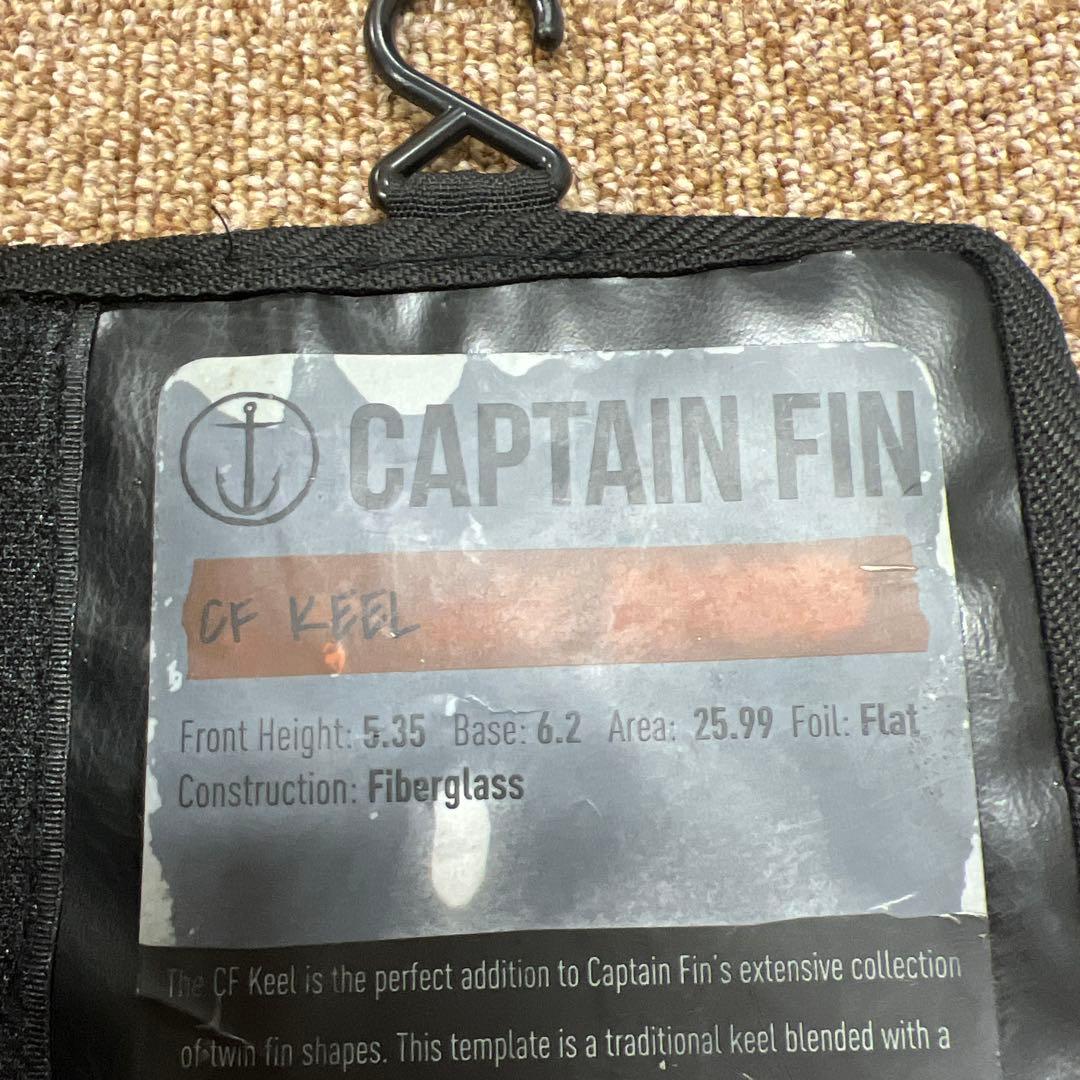 CAPTAIN FIN
CF KEEL
Front Height: 5.35 Base: 6.2 Area: 25.99 Foil: Flat
Construction: Fiberglass
The CF Keel is the perfect addition to Captain Fin's extensive collection
of twin fin shapes. This template is a traditional keel blended with a